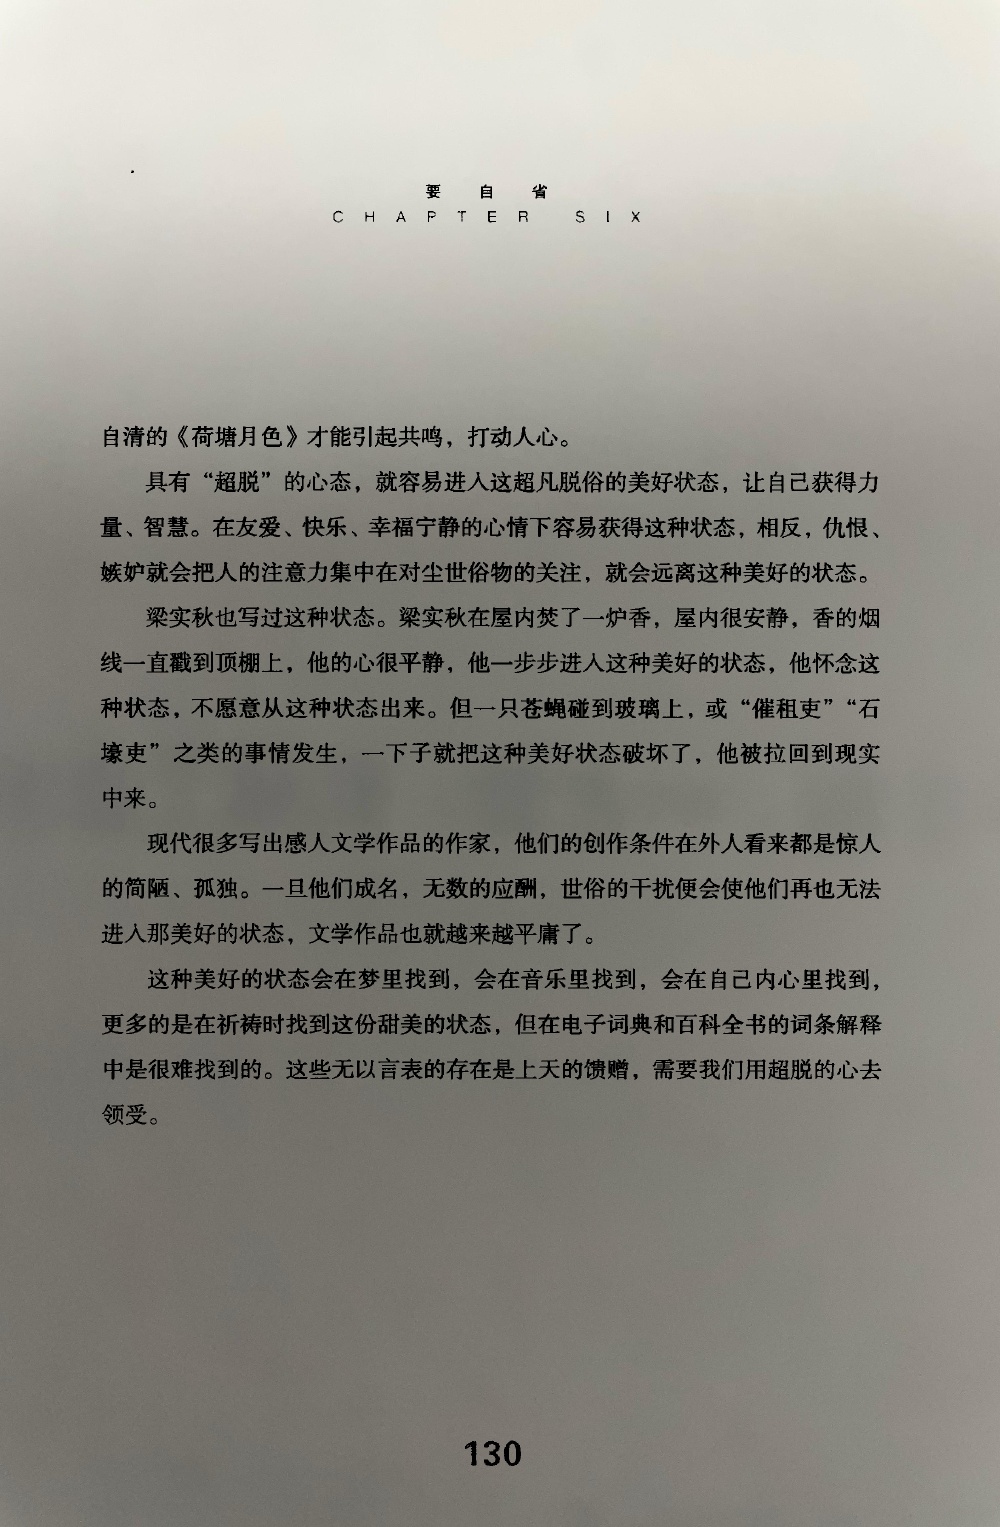 要自省
CHAPTER SIX
自清的《荷塘月色》才能引起共鸣，打动人心。
具有“超脱”的心态，就容易进入这超凡脱俗的美好状态，让自己获得力
量、智慧。在友爱、快乐、幸福宁静的心情下容易获得这种状态，相反，仇恨、
嫉妒就会把人的注意力集中在对尘世俗物的关注，就会远离这种美好的状态。
梁实秋也写过这种状态。梁实秋在屋内焚了一炉香，屋内很安静，香的烟
线一直戳到顶棚上，他的心很平静，他一步步进入这种美好的状态，他怀念这
种状态，不愿意从这种状态出来。但一只苍蝇碰到玻璃上，或“催租吏”“石
壕吏”之类的事情发生，一下子就把这种美好状态破坏了，他被拉回到现实
中来。
现代很多写出感人文学作品的作家，他们的创作条件在外人看来都是惊人
的简陋、孤独。一旦他们成名，无数的应酬，世俗的干扰便会使他们再也无法
进入那美好的状态，文学作品也就越来越平庸了。
这种美好的状态会在梦里找到，会在音乐里找到，会在自己内心里找到，
更多的是在祈祷时找到这份甜美的状态，但在电子词典和百科全书的词条解释
中是很难找到的。这些无以言表的存在是上天的馈赠，需要我们用超脱的心去
领受。
130